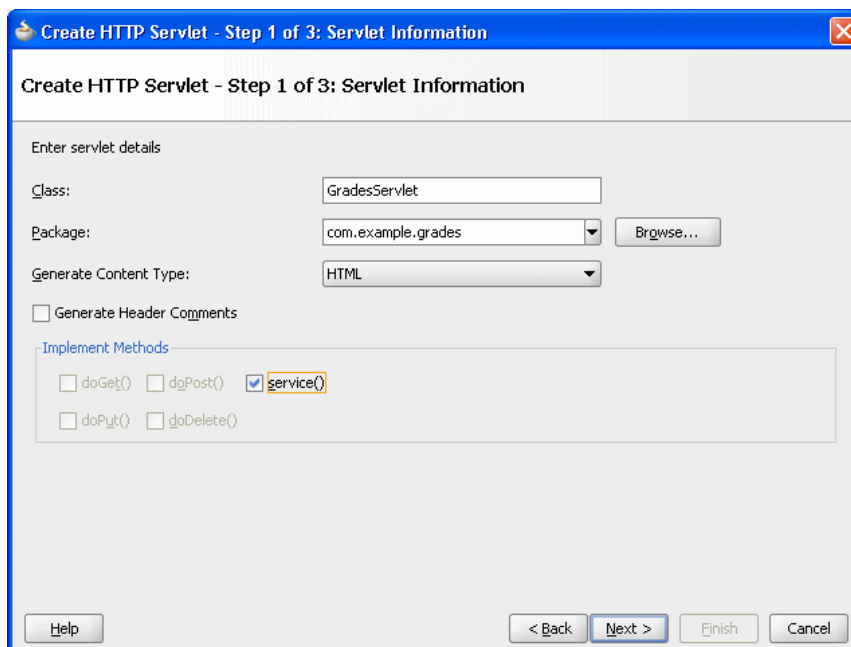 Create HTTP Servlet - Step 1 of 3: Servlet Information
Create HTTP Servlet - Step 1 of 3: Servlet Information
Enter servlet details
Class: GradesServlet
Package: com.example.grades Browse...
Generate Content Type: HTML
Generate Header Comments
Implement Methods
doGet() doPost() service()
doPut() doDelete()
Help < Back Next > Finish Cancel